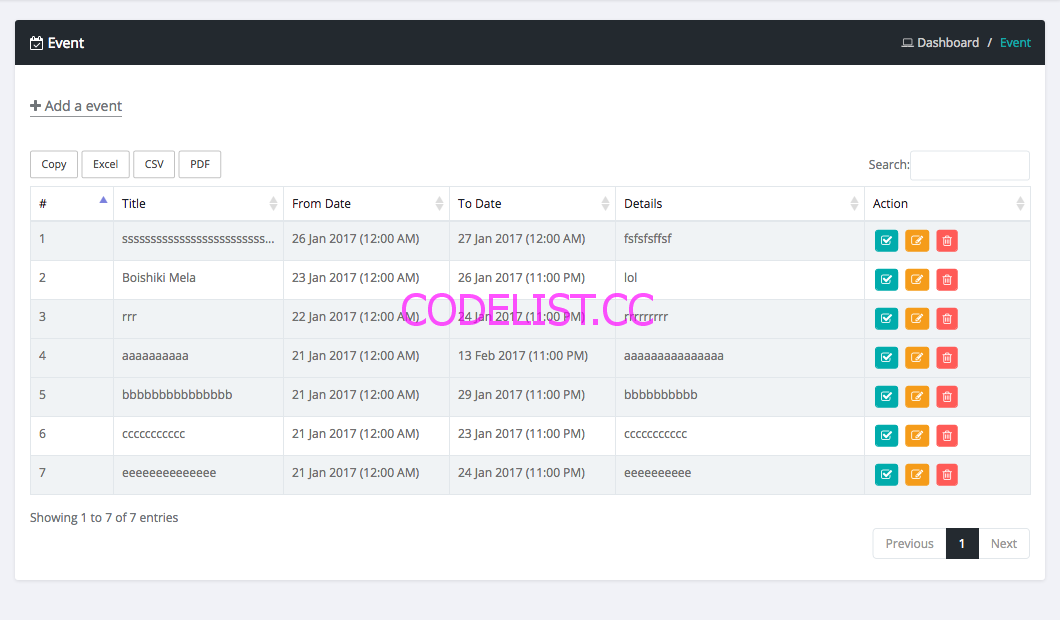 Event
Dashboard / Event
Add a event
Copy Excel CSV PDF Search:
# Title From Date To Date Details Action
1 ssssssssssssssssssssssssss... 26 Jan 2017 (12:00 AM) 27 Jan 2017 (12:00 AM) fsfsfsffsf
2 Boishiki Mela 23 Jan 2017 (12:00 AM) 26 Jan 2017 (11:00 PM) lol
CODELIST.CC
3 rrr 22 Jan 2017 (12:00 AM) 24 Jan 2017 (11:00 PM) rrrrrrrrr
4 aaaaaaaaaa 21 Jan 2017 (12:00 AM) 13 Feb 2017 (11:00 PM) aaaaaaaaaaaaaaa
5 bbbbbbbbbbbbbbb 21 Jan 2017 (12:00 AM) 29 Jan 2017 (11:00 PM) bbbbbbbbbb
6 ccccccccccc 21 Jan 2017 (12:00 AM) 23 Jan 2017 (11:00 PM) ccccccccccc
7 eeeeeeeeeeeeee 21 Jan 2017 (12:00 AM) 24 Jan 2017 (11:00 PM) eeeeeeeeee
Showing 1 to 7 of 7 entries
Previous 1 Next